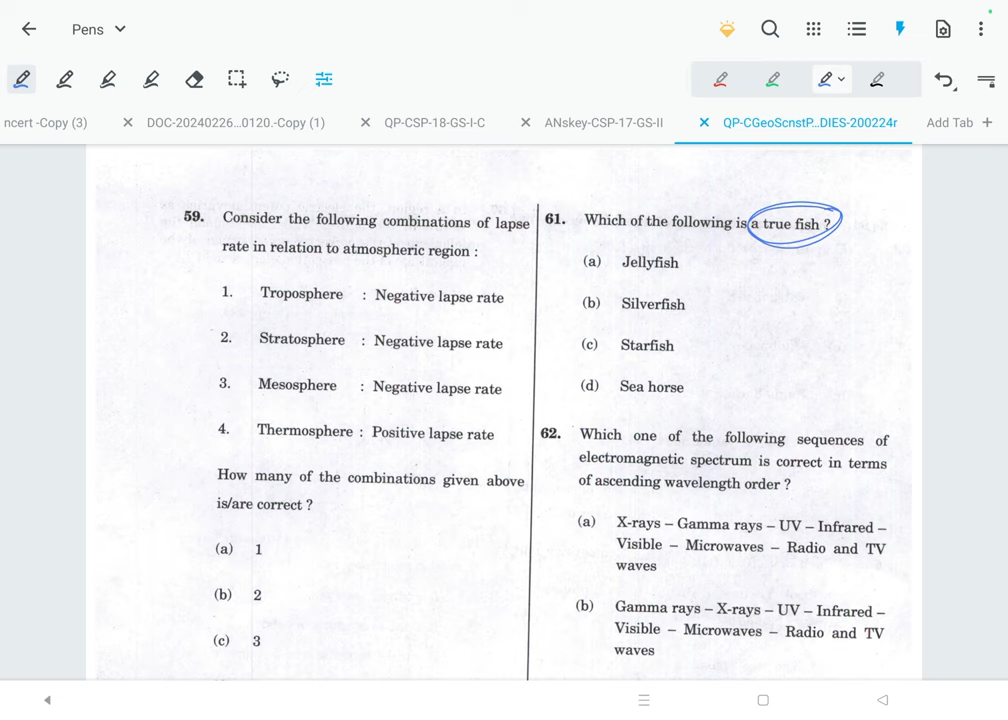 Pens
ncert -Copy (3)
DOC-20240226...0120.-Copy (1)
QP-CSP-18-GS-I-C
ANskey-CSP-17-GS-II
QP-CGeoScnstP...DIES-200224r
Add Tab +
59. Consider the following combinations of lapse
rate in relation to atmospheric region :
1. Troposphere : Negative lapse rate
2. Stratosphere : Negative lapse rate
3. Mesosphere : Negative lapse rate
4. Thermosphere : Positive lapse rate
How many of the combinations given above
is/are correct ?
(a) 1
(b) 2
(c) 3
61. Which of the following is a true fish ?
(a) Jellyfish
(b) Silverfish
(c) Starfish
(d) Sea horse
62. Which one of the following sequences of
electromagnetic spectrum is correct in terms
of ascending wavelength order ?
(a) X-rays – Gamma rays – UV – Infrared –
Visible – Microwaves – Radio and TV
waves
(b) Gamma rays – X-rays – UV – Infrared –
Visible – Microwaves – Radio and TV
waves